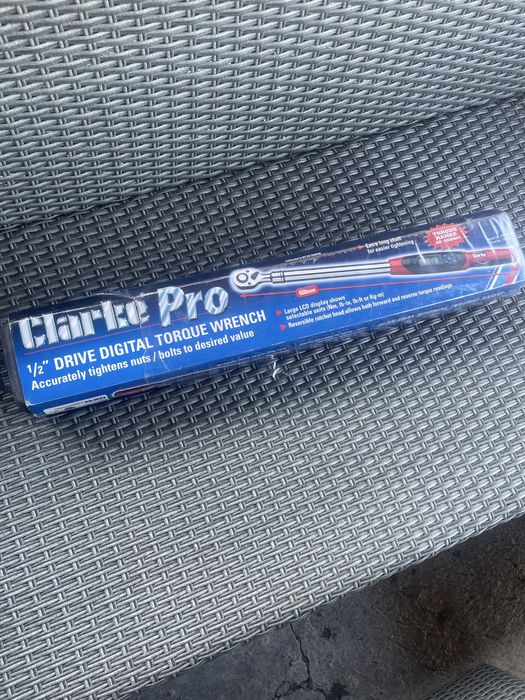 Clarke Pro
1/2" DRIVE DIGITAL TORQUE WRENCH
Accurately tightens nuts / bolts to desired value
Extra long shaft
for easier tightening
608mm
Large LCD display shows
selectable units (Nm, lb-in, lb-ft or Kg-m)
Reversible ratchet head allows both forward and reverse torque readings
TORQUE
RANGE
Clarke